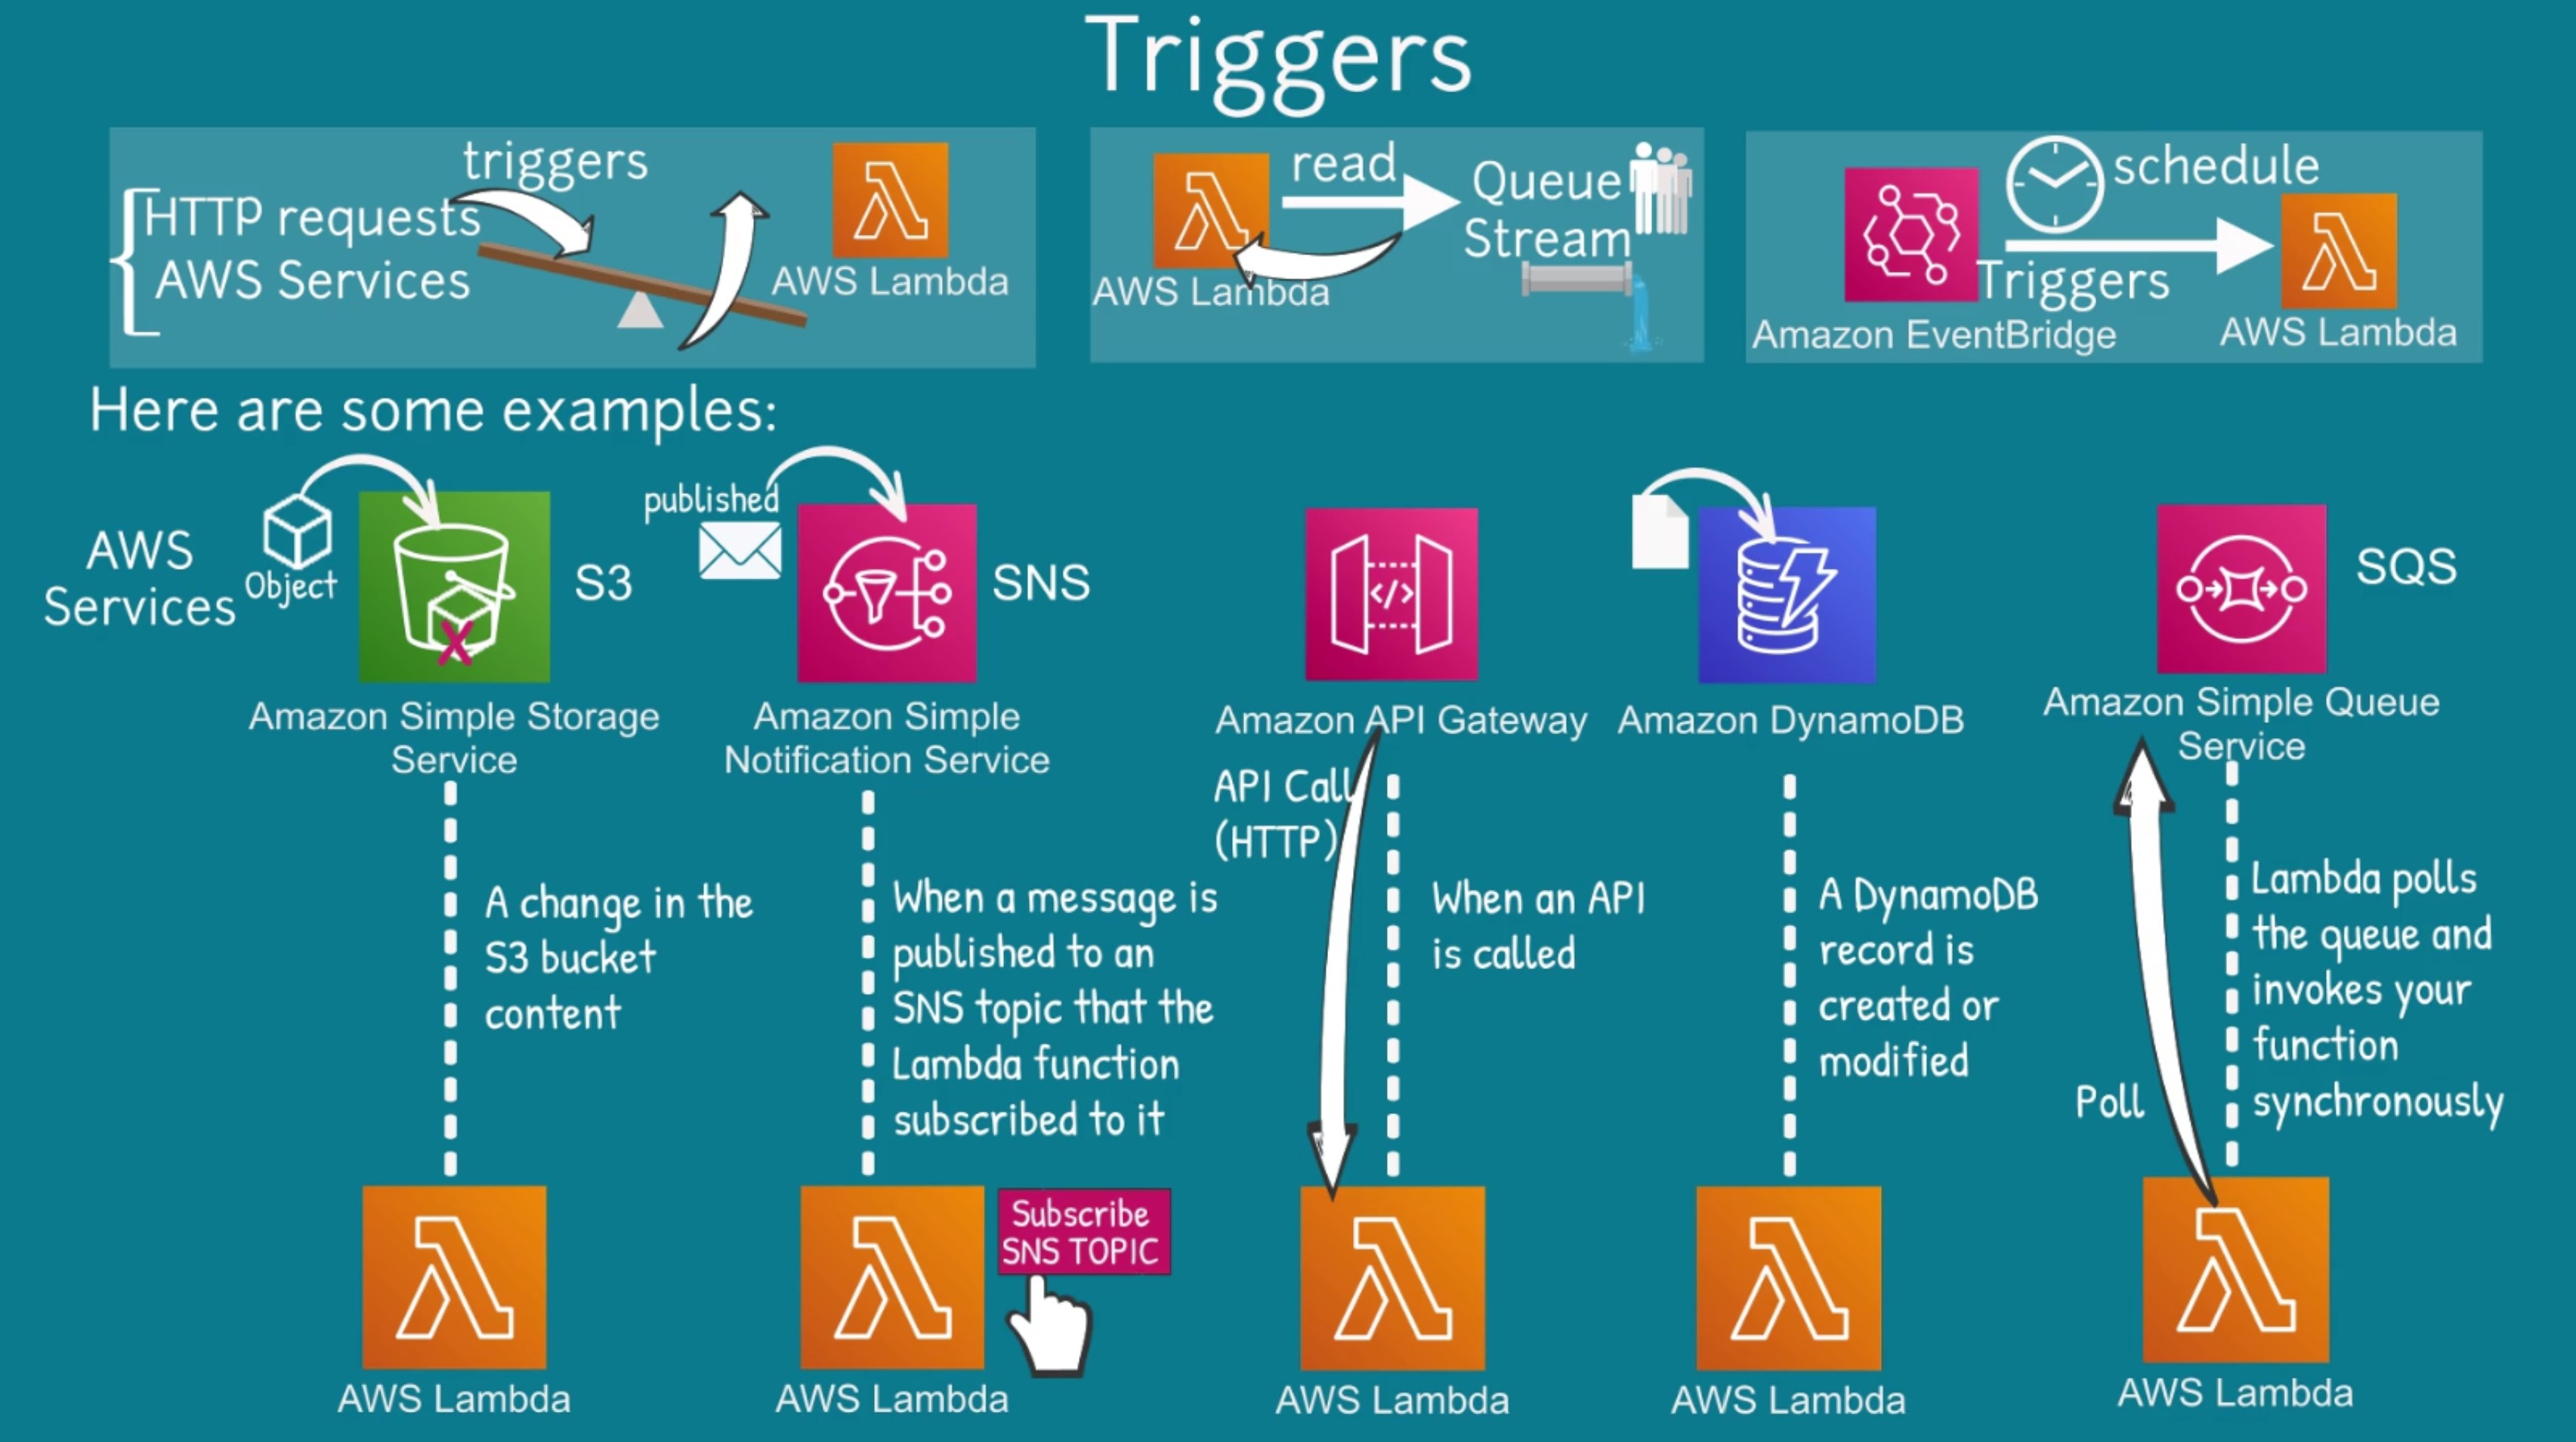 Triggers
triggers
HTTP requests
AWS Services
AWS Lambda
read
Queue
Stream
AWS Lambda
schedule
Triggers
Amazon EventBridge
AWS Lambda
Here are some examples:
AWS
Services
Object
S3
Amazon Simple Storage
Service
A change in the
S3 bucket
content
AWS Lambda
published
SNS
Amazon Simple
Notification Service
When a message is
published to an
SNS topic that the
Lambda function
subscribed to it
Subscribe
SNS TOPIC
AWS Lambda
</>
Amazon API Gateway
API Call
(HTTP)
When an API
is called
AWS Lambda
Amazon DynamoDB
A DynamoDB
record is
created or
modified
AWS Lambda
SQS
Amazon Simple Queue
Service
Lambda polls
the queue and
invokes your
function
synchronously
Poll
AWS Lambda